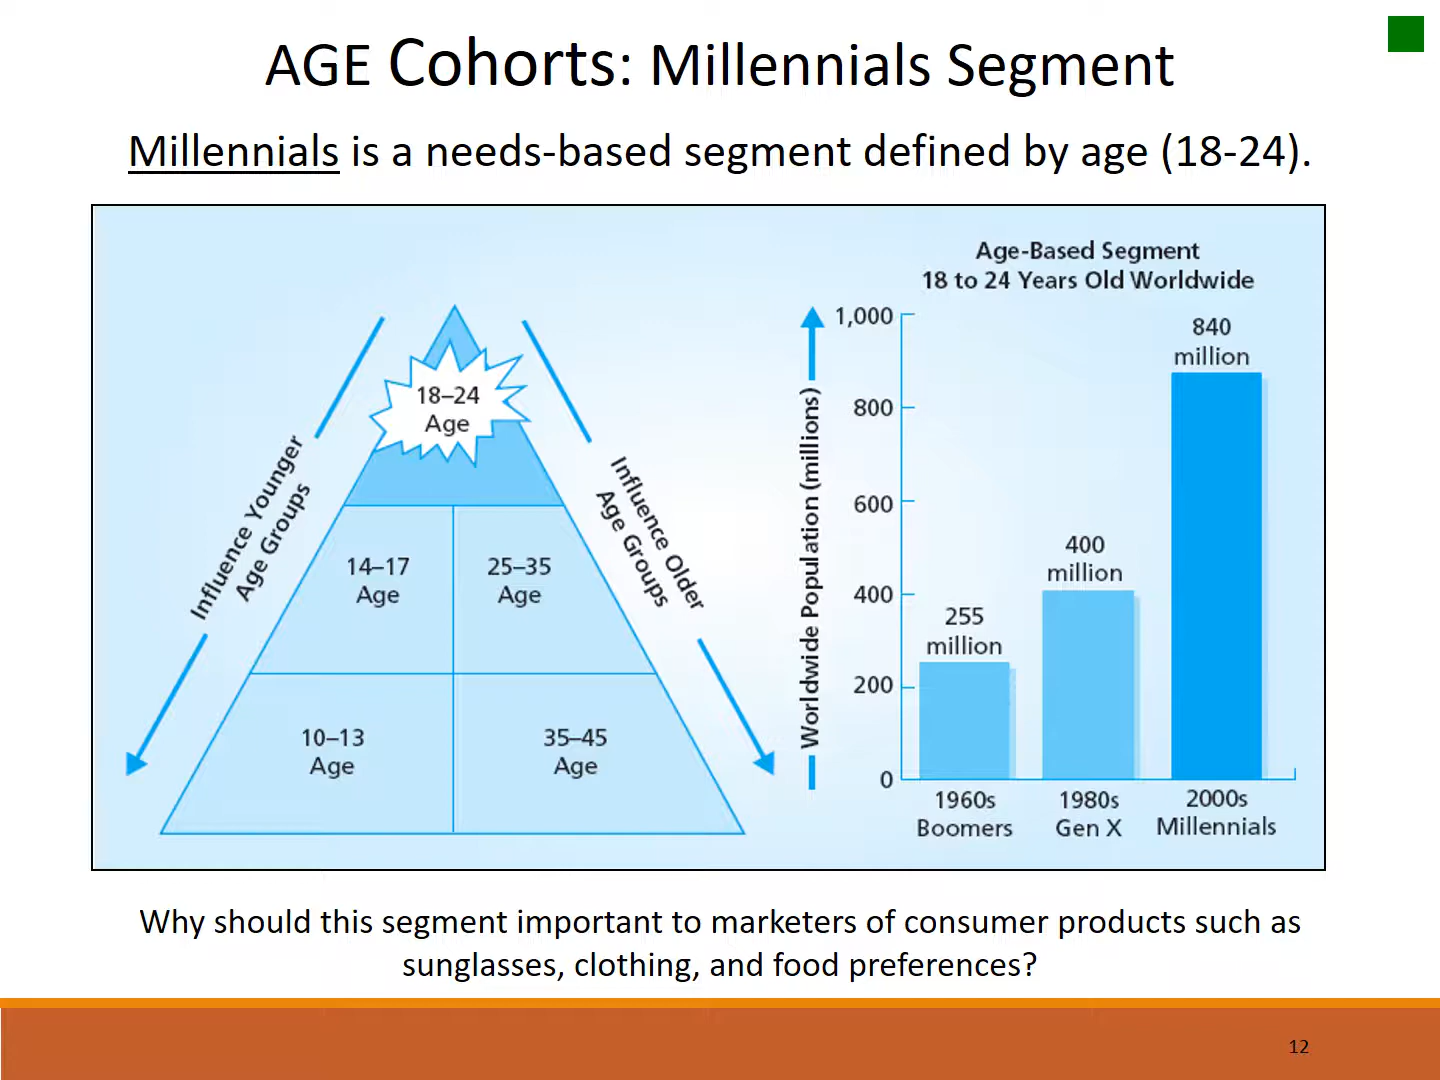 AGE Cohorts: Millennials Segment
Millennials is a needs-based segment defined by age (18-24).
18–24
Age
Influence Younger
Age Groups
Influence Older
Age Groups
14–17
Age
25–35
Age
10–13
Age
35–45
Age
Age-Based Segment
18 to 24 Years Old Worldwide
Worldwide Population (millions)
1,000
800
600
400
200
0
255
million
400
million
840
million
1960s
Boomers
1980s
Gen X
2000s
Millennials
Why should this segment important to marketers of consumer products such as
sunglasses, clothing, and food preferences?
12